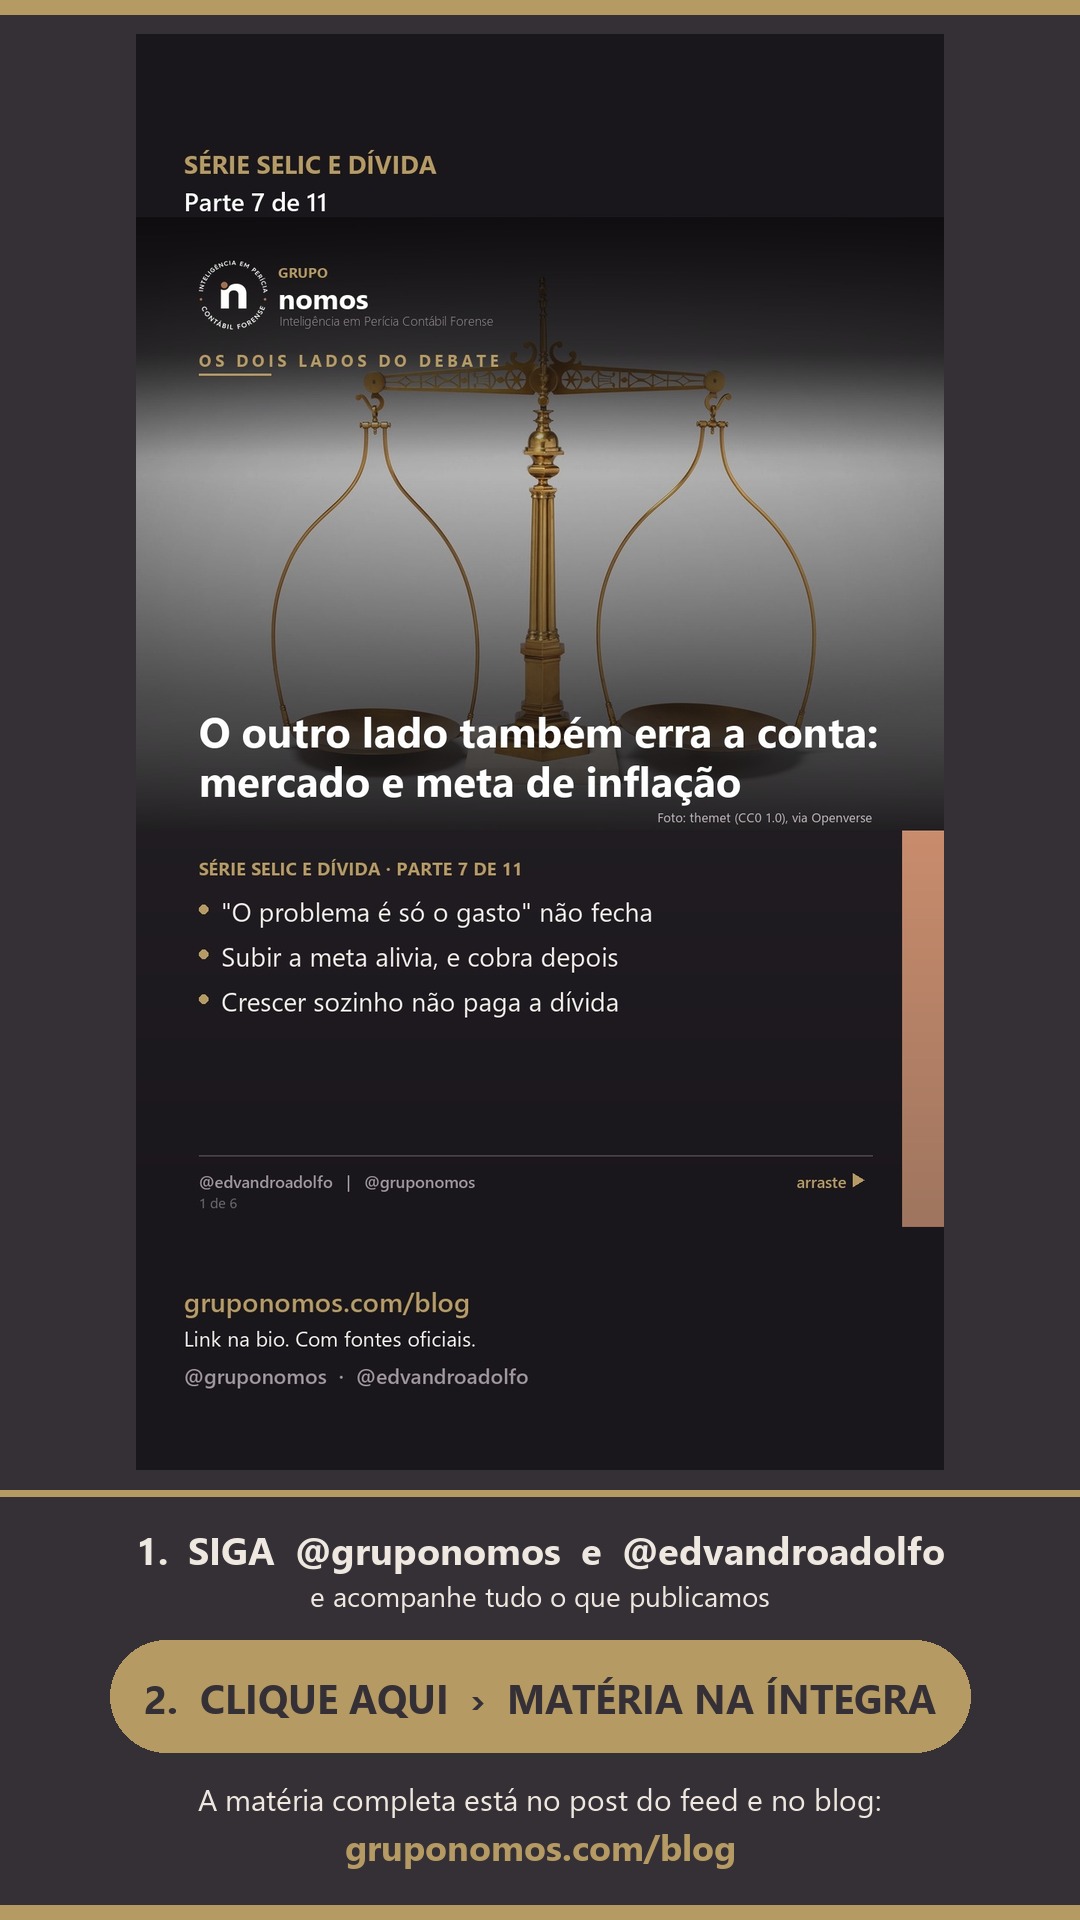 SÉRIE SELIC E DÍVIDA
Parte 7 de 11
INTELIGÊNCIA EM PERÍCIA CONTÁBIL FORENSE
n
GRUPO
nomos
Inteligência em Perícia Contábil Forense
OS DOIS LADOS DO DEBATE
O outro lado também erra a conta:
mercado e meta de inflação
Foto: themet (CC0 1.0), via Openverse
SÉRIE SELIC E DÍVIDA · PARTE 7 DE 11
• "O problema é só o gasto" não fecha
• Subir a meta alivia, e cobra depois
• Crescer sozinho não paga a dívida
@edvandroadolfo | @gruponomos
arraste ▶
1 de 6
gruponomos.com/blog
Link na bio. Com fontes oficiais.
@gruponomos · @edvandroadolfo
1. SIGA @gruponomos e @edvandroadolfo
e acompanhe tudo o que publicamos
2. CLIQUE AQUI › MATÉRIA NA ÍNTEGRA
A matéria completa está no post do feed e no blog:
gruponomos.com/blog